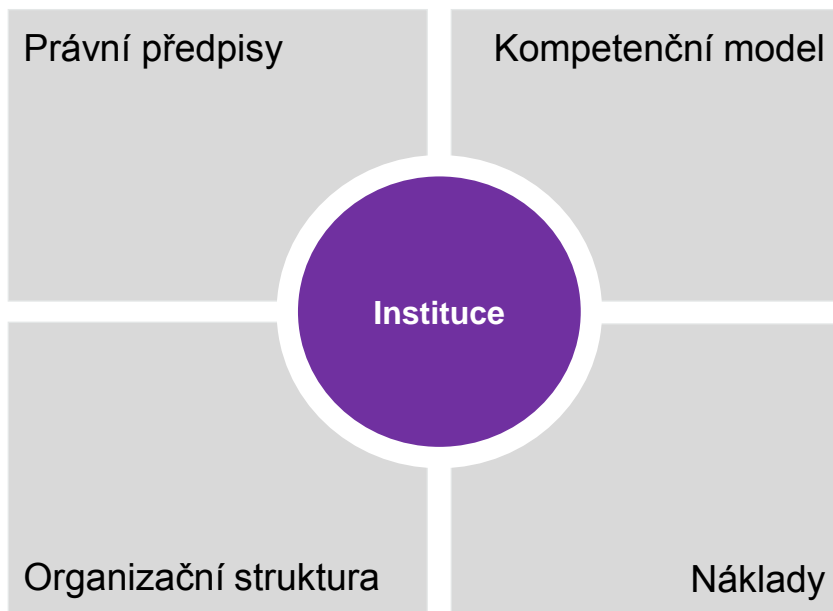 Právní předpisy
Kompetenční model
Instituce
Organizační struktura
Náklady